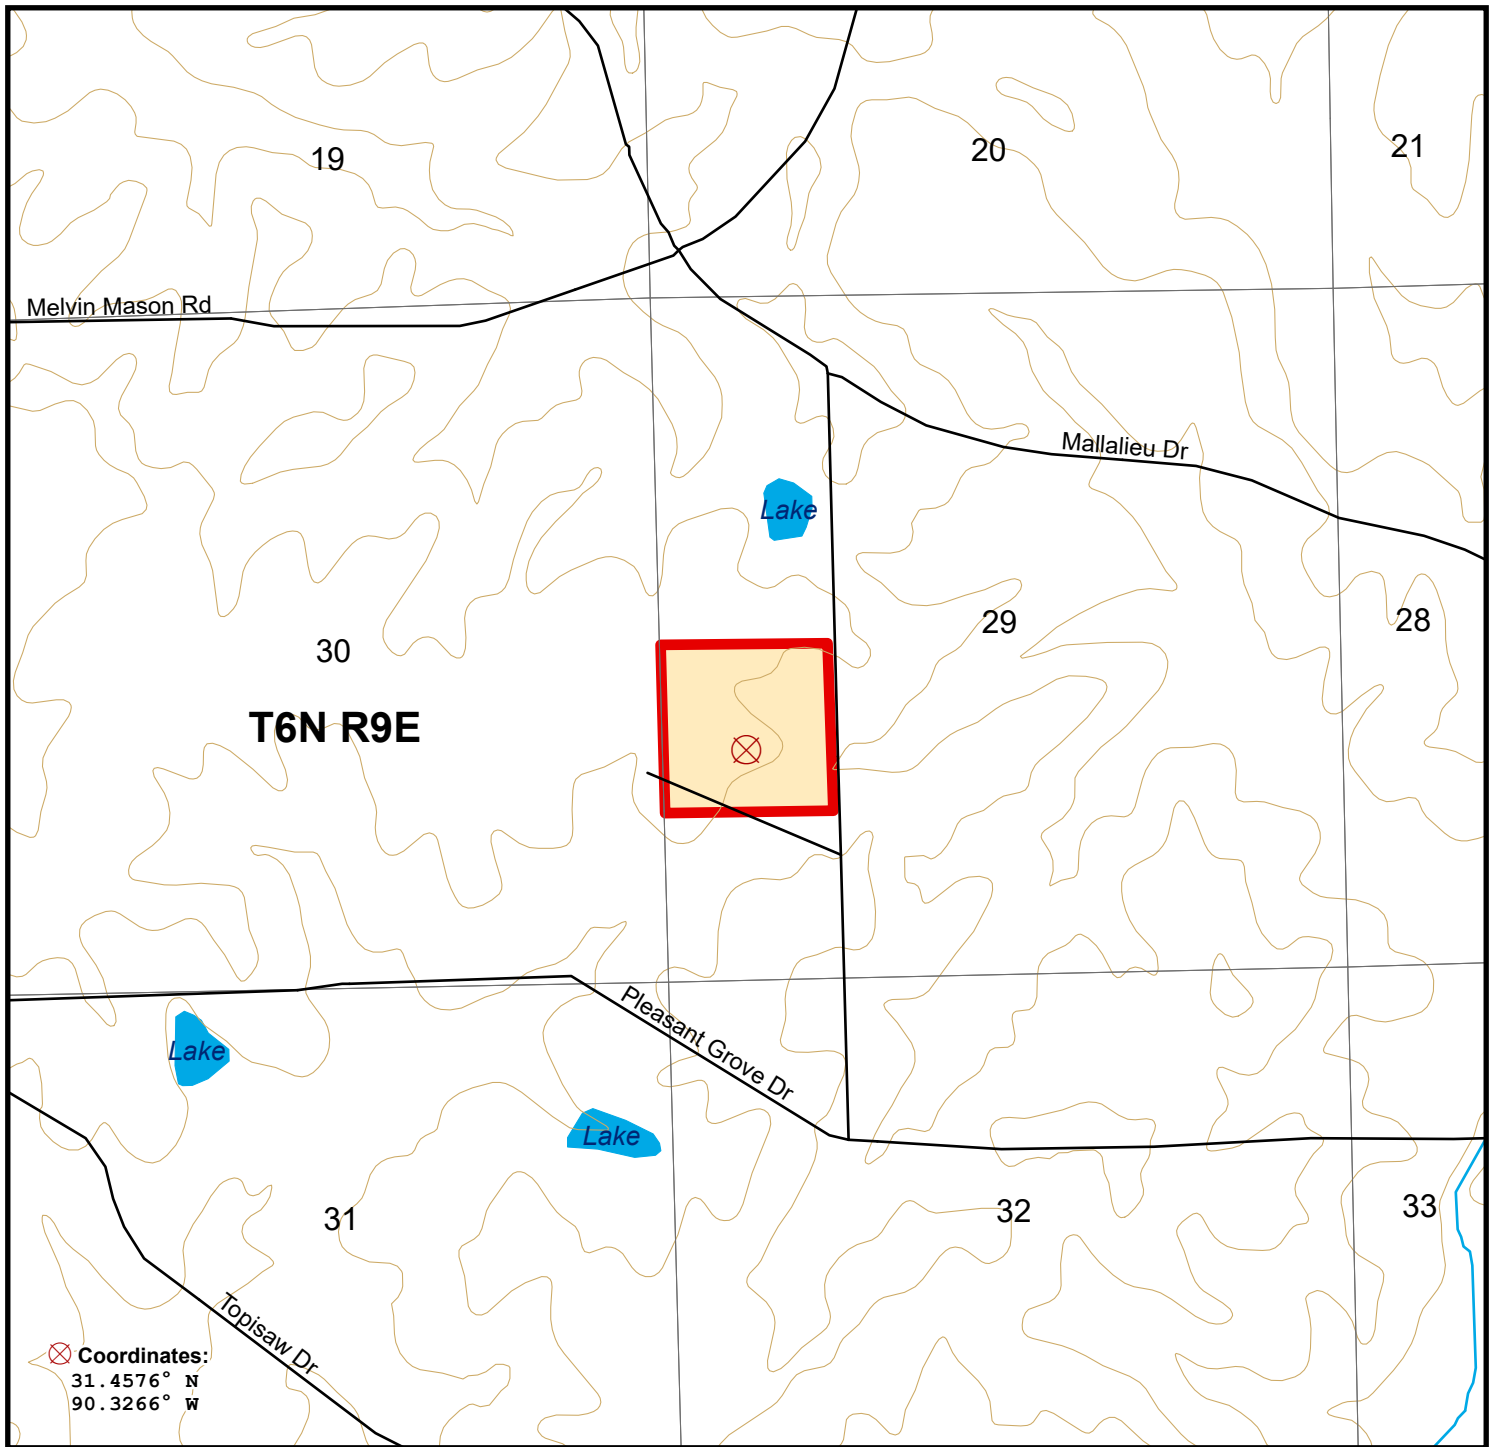 19
20
21
Melvin Mason Rd
Mallalieu Dr
Lake
30
29
28
T6N R9E
Pleasant Grove Dr
Lake
Lake
31
32
33
Topisaw Dr
Coordinates:
31.4576° N
90.3266° W